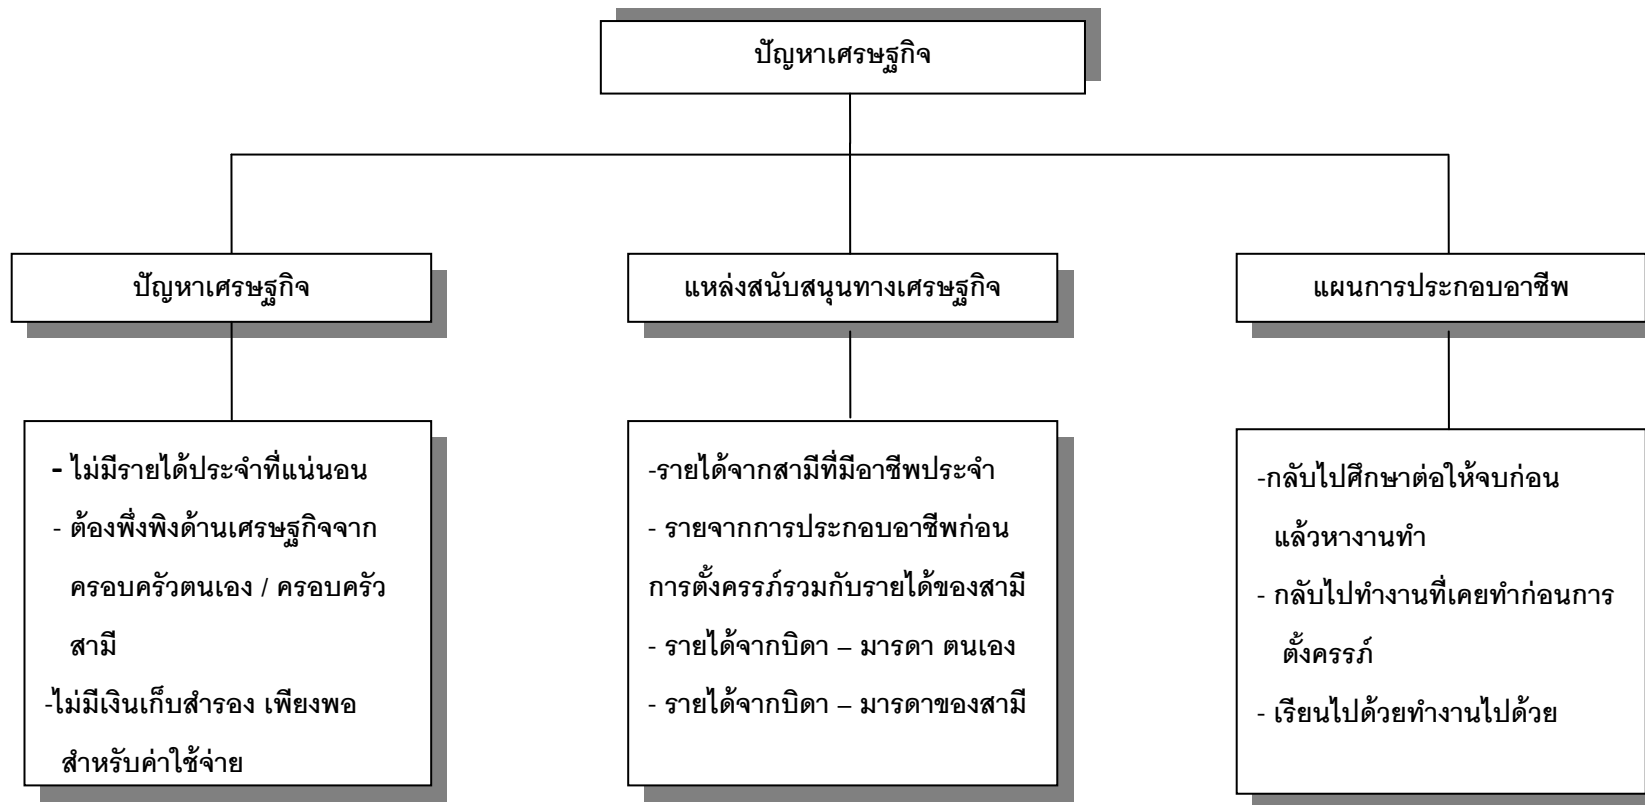 ปัญหาเศรษฐกิจ
ปัญหาเศรษฐกิจ
แหล่งสนับสนุนทางเศรษฐกิจ
แผนการประกอบอาชีพ
- ไม่มีรายได้ประจำที่แน่นอน
- ต้องพึ่งพิงด้านเศรษฐกิจจาก
ครอบครัวตนเอง / ครอบครัว
สามี
-ไม่มีเงินเก็บสำรอง เพียงพอ
สำหรับค่าใช้จ่าย
-รายได้จากสามีที่มีอาชีพประจำ
- รายจากการประกอบอาชีพก่อน
การตั้งครรภ์รวมกับรายได้ของสามี
- รายได้จากบิดา – มารดา ตนเอง
- รายได้จากบิดา – มารดาของสามี
-กลับไปศึกษาต่อให้จบก่อน
แล้วหางานทำ
- กลับไปทำงานที่เคยทำก่อนการ
ตั้งครรภ์
- เรียนไปด้วยทำงานไปด้วย